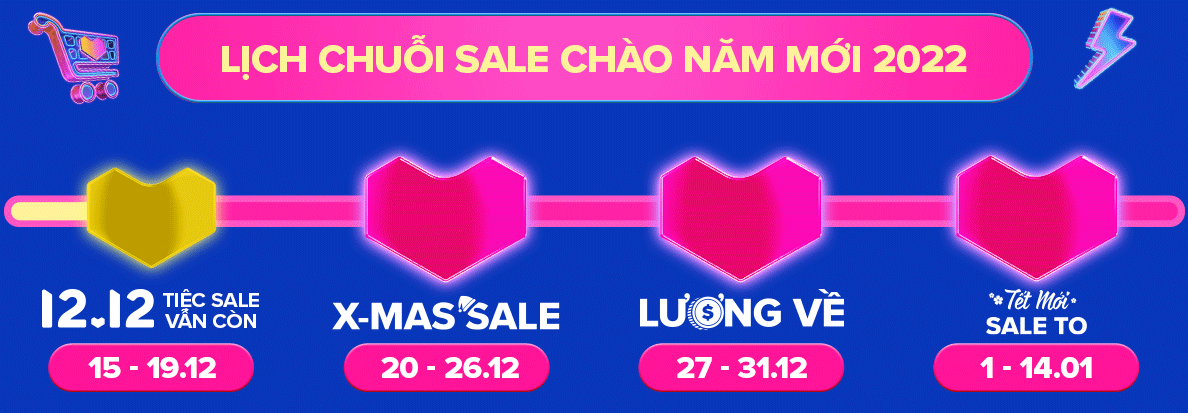 LỊCH CHUỖI SALE CHÀO NĂM MỚI 2022
12.12 TIỆC SALE
VẪN CÒN
15 - 19.12
X-MAS SALE
20 - 26.12
LƯƠNG VỀ
27 - 31.12
Tết Mới
SALE TO
1 - 14.01